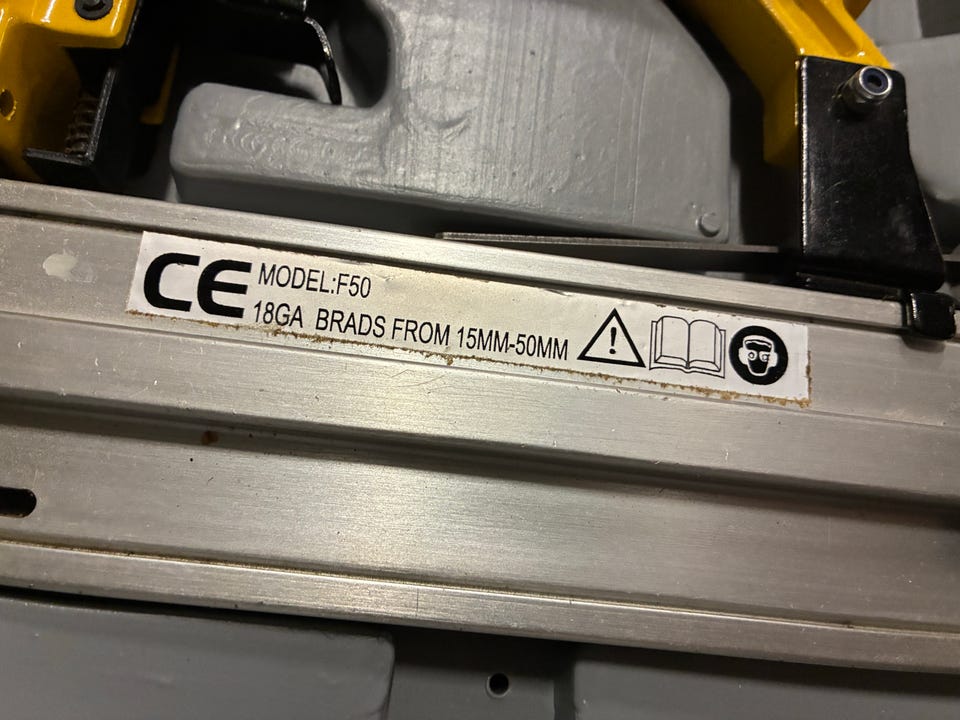 CE MODEL:F50
18GA BRADS FROM 15MM-50MM